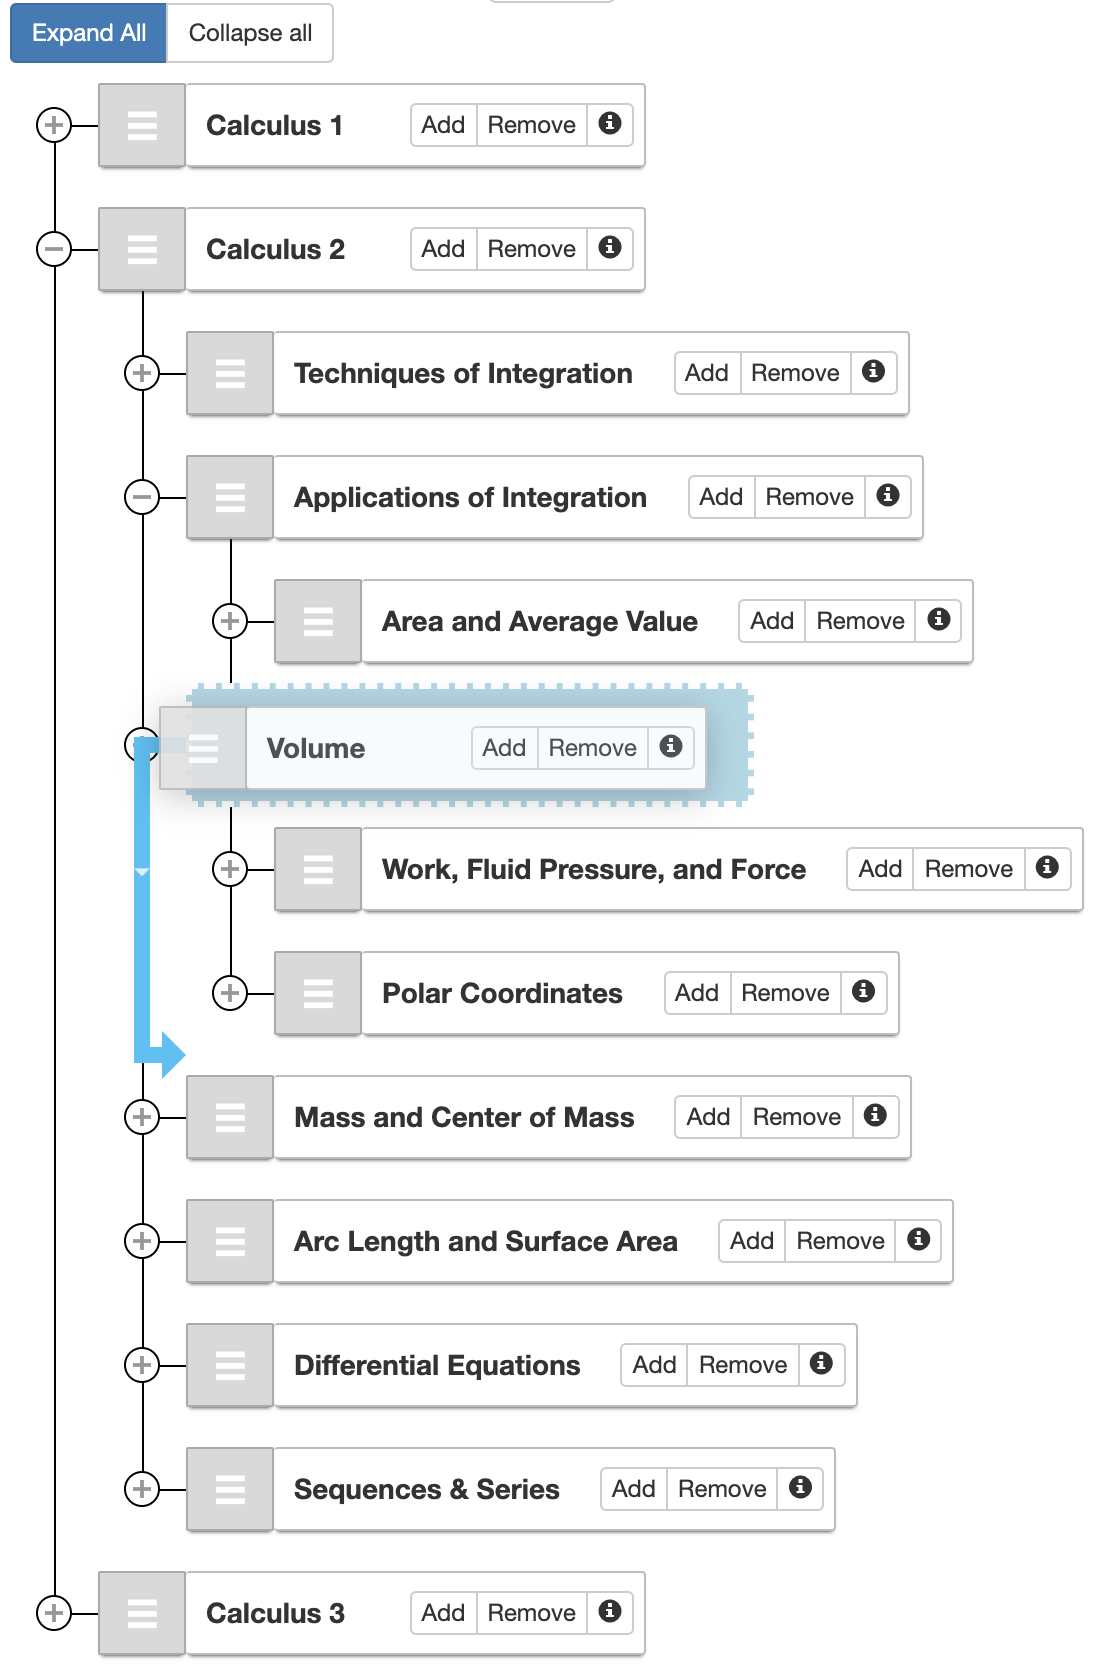 Expand All Collapse all
Calculus 1 Add Remove
Calculus 2 Add Remove
Techniques of Integration Add Remove
Applications of Integration Add Remove
Area and Average Value Add Remove
Volume Add Remove
Work, Fluid Pressure, and Force Add Remove
Polar Coordinates Add Remove
Mass and Center of Mass Add Remove
Arc Length and Surface Area Add Remove
Differential Equations Add Remove
Sequences & Series Add Remove
Calculus 3 Add Remove